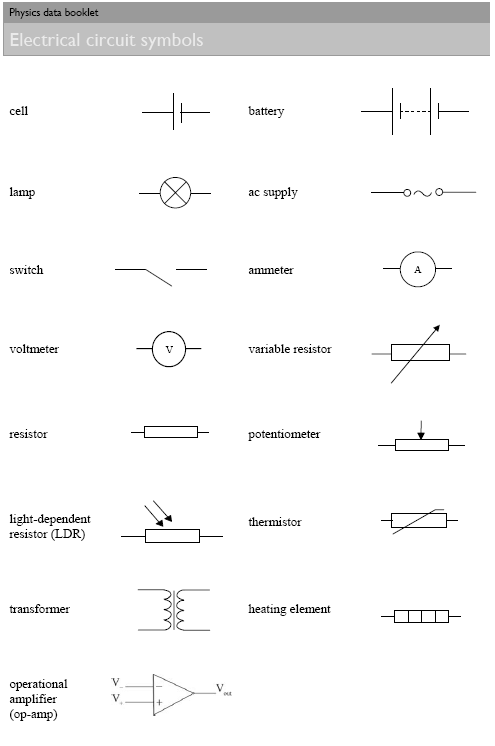 Physics data booklet
Electrical circuit symbols
cell
battery
lamp
ac supply
switch
ammeter
A
voltmeter
V
variable resistor
resistor
potentiometer
light-dependent
resistor (LDR)
thermistor
transformer
heating element
operational
amplifier
(op-amp)
V₋
V₊
−
+
Vout